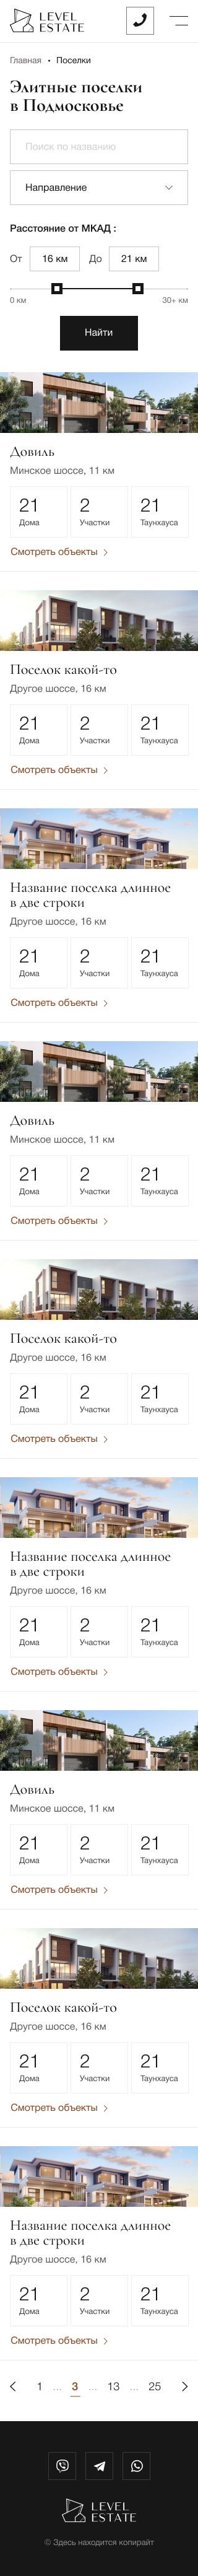 LEVEL
ESTATE
Главная • Поселки
Элитные поселки
в Подмосковье
Поиск по названию
Направление
Расстояние от МКАД :
От 16 км До 21 км
0 км 30+ км
Найти
Довиль
Минское шоссе, 11 км
21 2 21
Дома Участки Таунхауса
Смотреть объекты
Поселок какой-то
Другое шоссе, 16 км
21 2 21
Дома Участки Таунхауса
Смотреть объекты
Название поселка длинное
в две строки
Другое шоссе, 16 км
21 2 21
Дома Участки Таунхауса
Смотреть объекты
Довиль
Минское шоссе, 11 км
21 2 21
Дома Участки Таунхауса
Смотреть объекты
Поселок какой-то
Другое шоссе, 16 км
21 2 21
Дома Участки Таунхауса
Смотреть объекты
Название поселка длинное
в две строки
Другое шоссе, 16 км
21 2 21
Дома Участки Таунхауса
Смотреть объекты
Довиль
Минское шоссе, 11 км
21 2 21
Дома Участки Таунхауса
Смотреть объекты
Поселок какой-то
Другое шоссе, 16 км
21 2 21
Дома Участки Таунхауса
Смотреть объекты
Название поселка длинное
в две строки
Другое шоссе, 16 км
21 2 21
Дома Участки Таунхауса
Смотреть объекты
1 ... 3 ... 13 ... 25
LEVEL
ESTATE
© Здесь находится копирайт